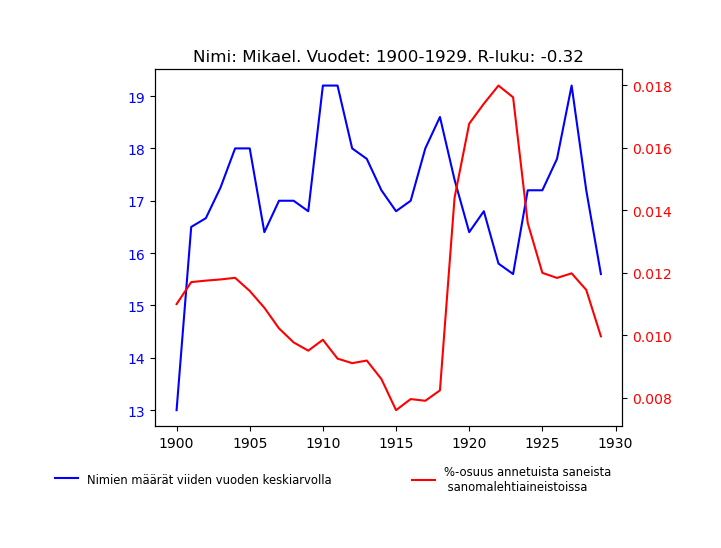 Nimi: Mikael. Vuodet: 1900-1929. R-luku: -0.32
19
18
17
16
15
14
13
0.018
0.016
0.014
0.012
0.010
0.008
1900 1905 1910 1915 1920 1925 1930
Nimien määrät viiden vuoden keskiarvolla
%-osuus annetuista saneista
sanomalehtiaineistoissa